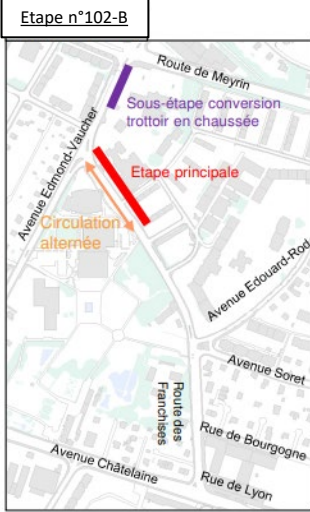 Etape n°102-B
Route de Meyrin
Sous-étape conversion
trottoir en chaussée
Avenue Edmond-Vaucher
Etape principale
Circulation
alternée
Avenue Edouard-Rod
Avenue Soret
Route des
Franchises
Rue de Bourgogne
Avenue Châtelaine
Rue de Lyon